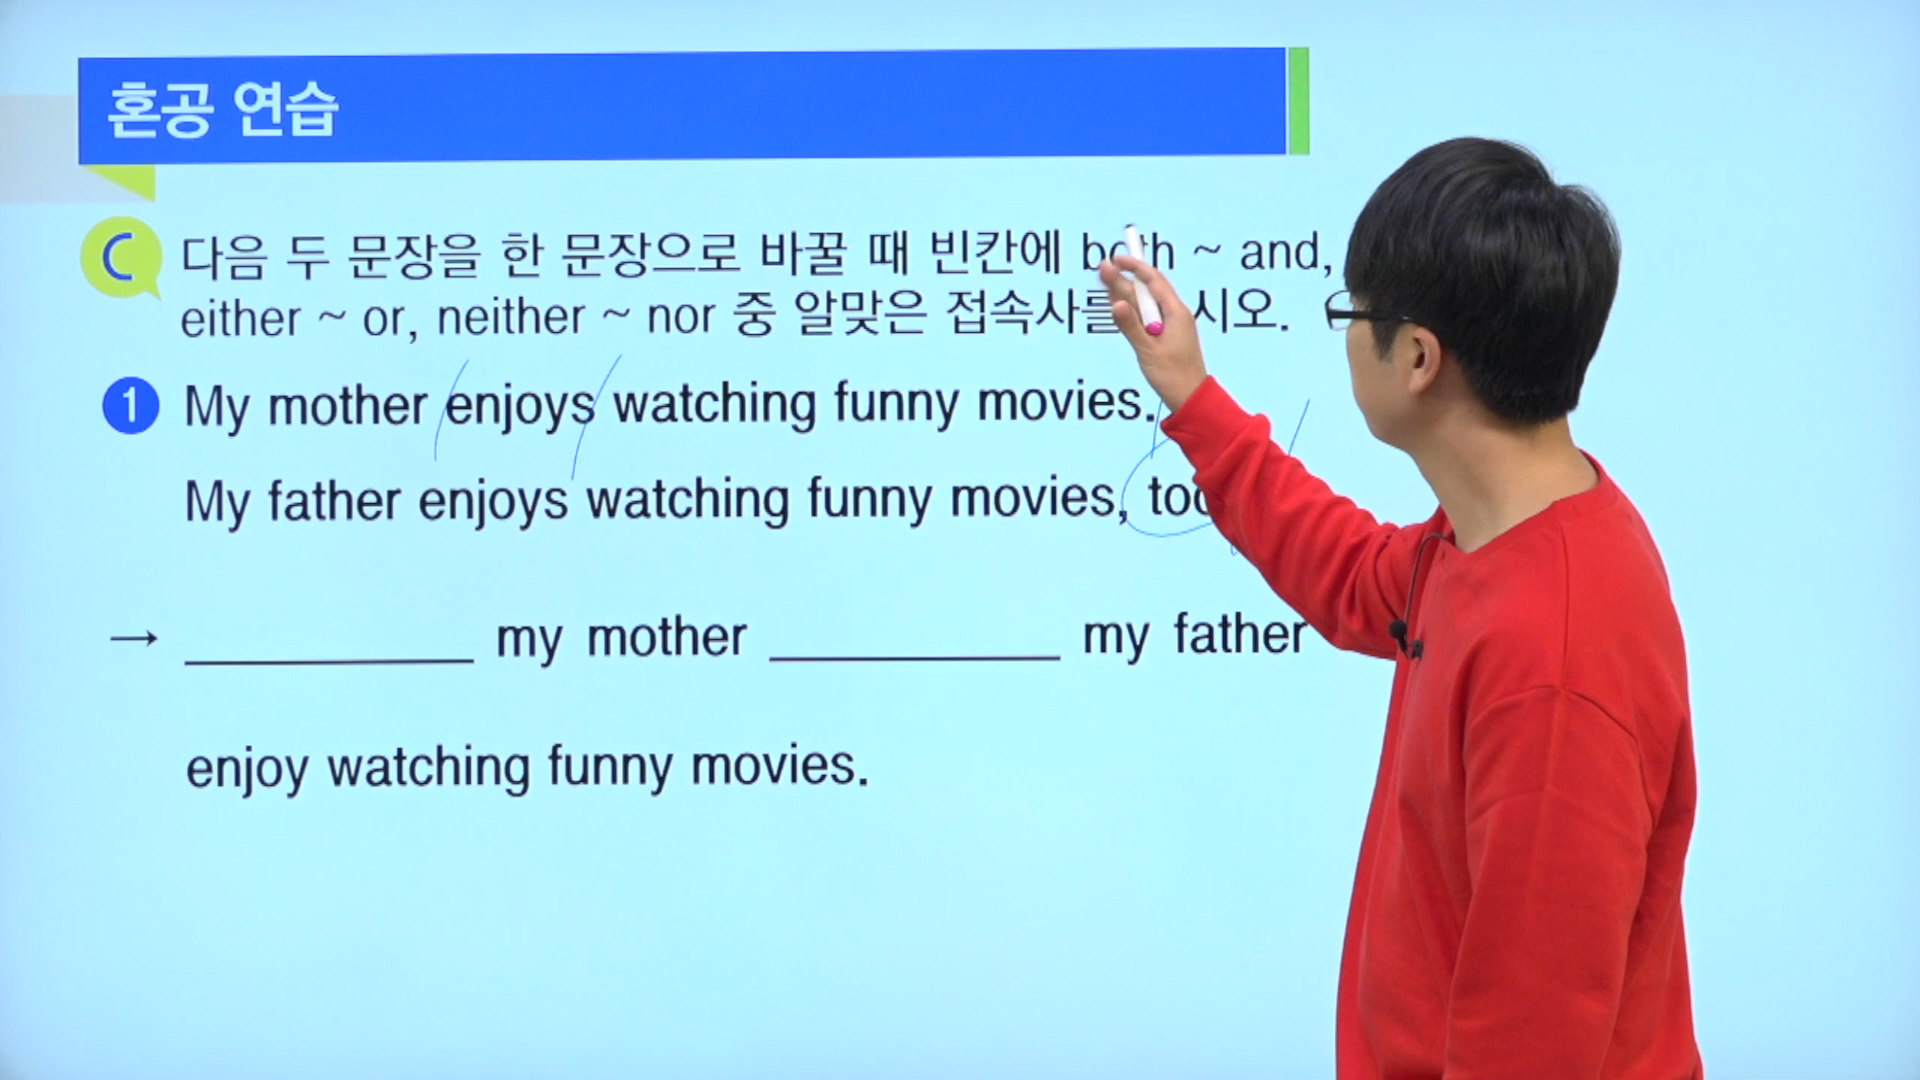 혼공 연습
C 다음 두 문장을 한 문장으로 바꿀 때 빈칸에 both ~ and,
either ~ or, neither ~ nor 중 알맞은 접속사를 시오.
1 My mother enjoys watching funny movies.
My father enjoys watching funny movies, too
→ my mother my father
enjoy watching funny movies.